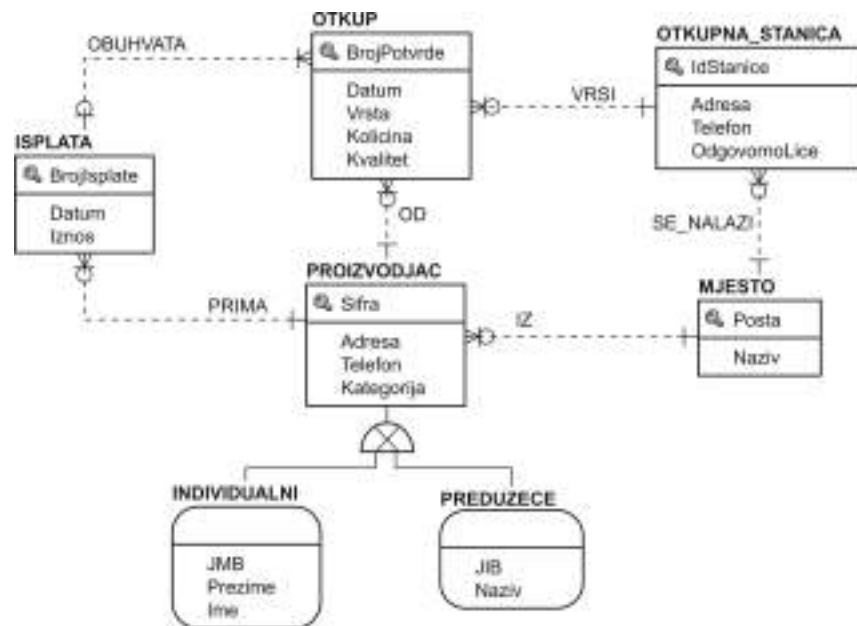 OTKUP
BrojPotvrde
Datum
Vrsta
Kolicina
Kvalitet
OBUHVATA
OTKUPNA_STANICA
IdStanice
Adresa
Telefon
OdgovornoLice
VRSI
ISPLATA
BrojIsplate
Datum
Iznos
OD
SE_NALAZI
PROIZVODJAC
Sifra
Adresa
Telefon
Kategorija
PRIMA
IZ
MJESTO
Posta
Naziv
INDIVIDUALNI
JMB
Prezime
Ime
PREDUZECE
JIB
Naziv